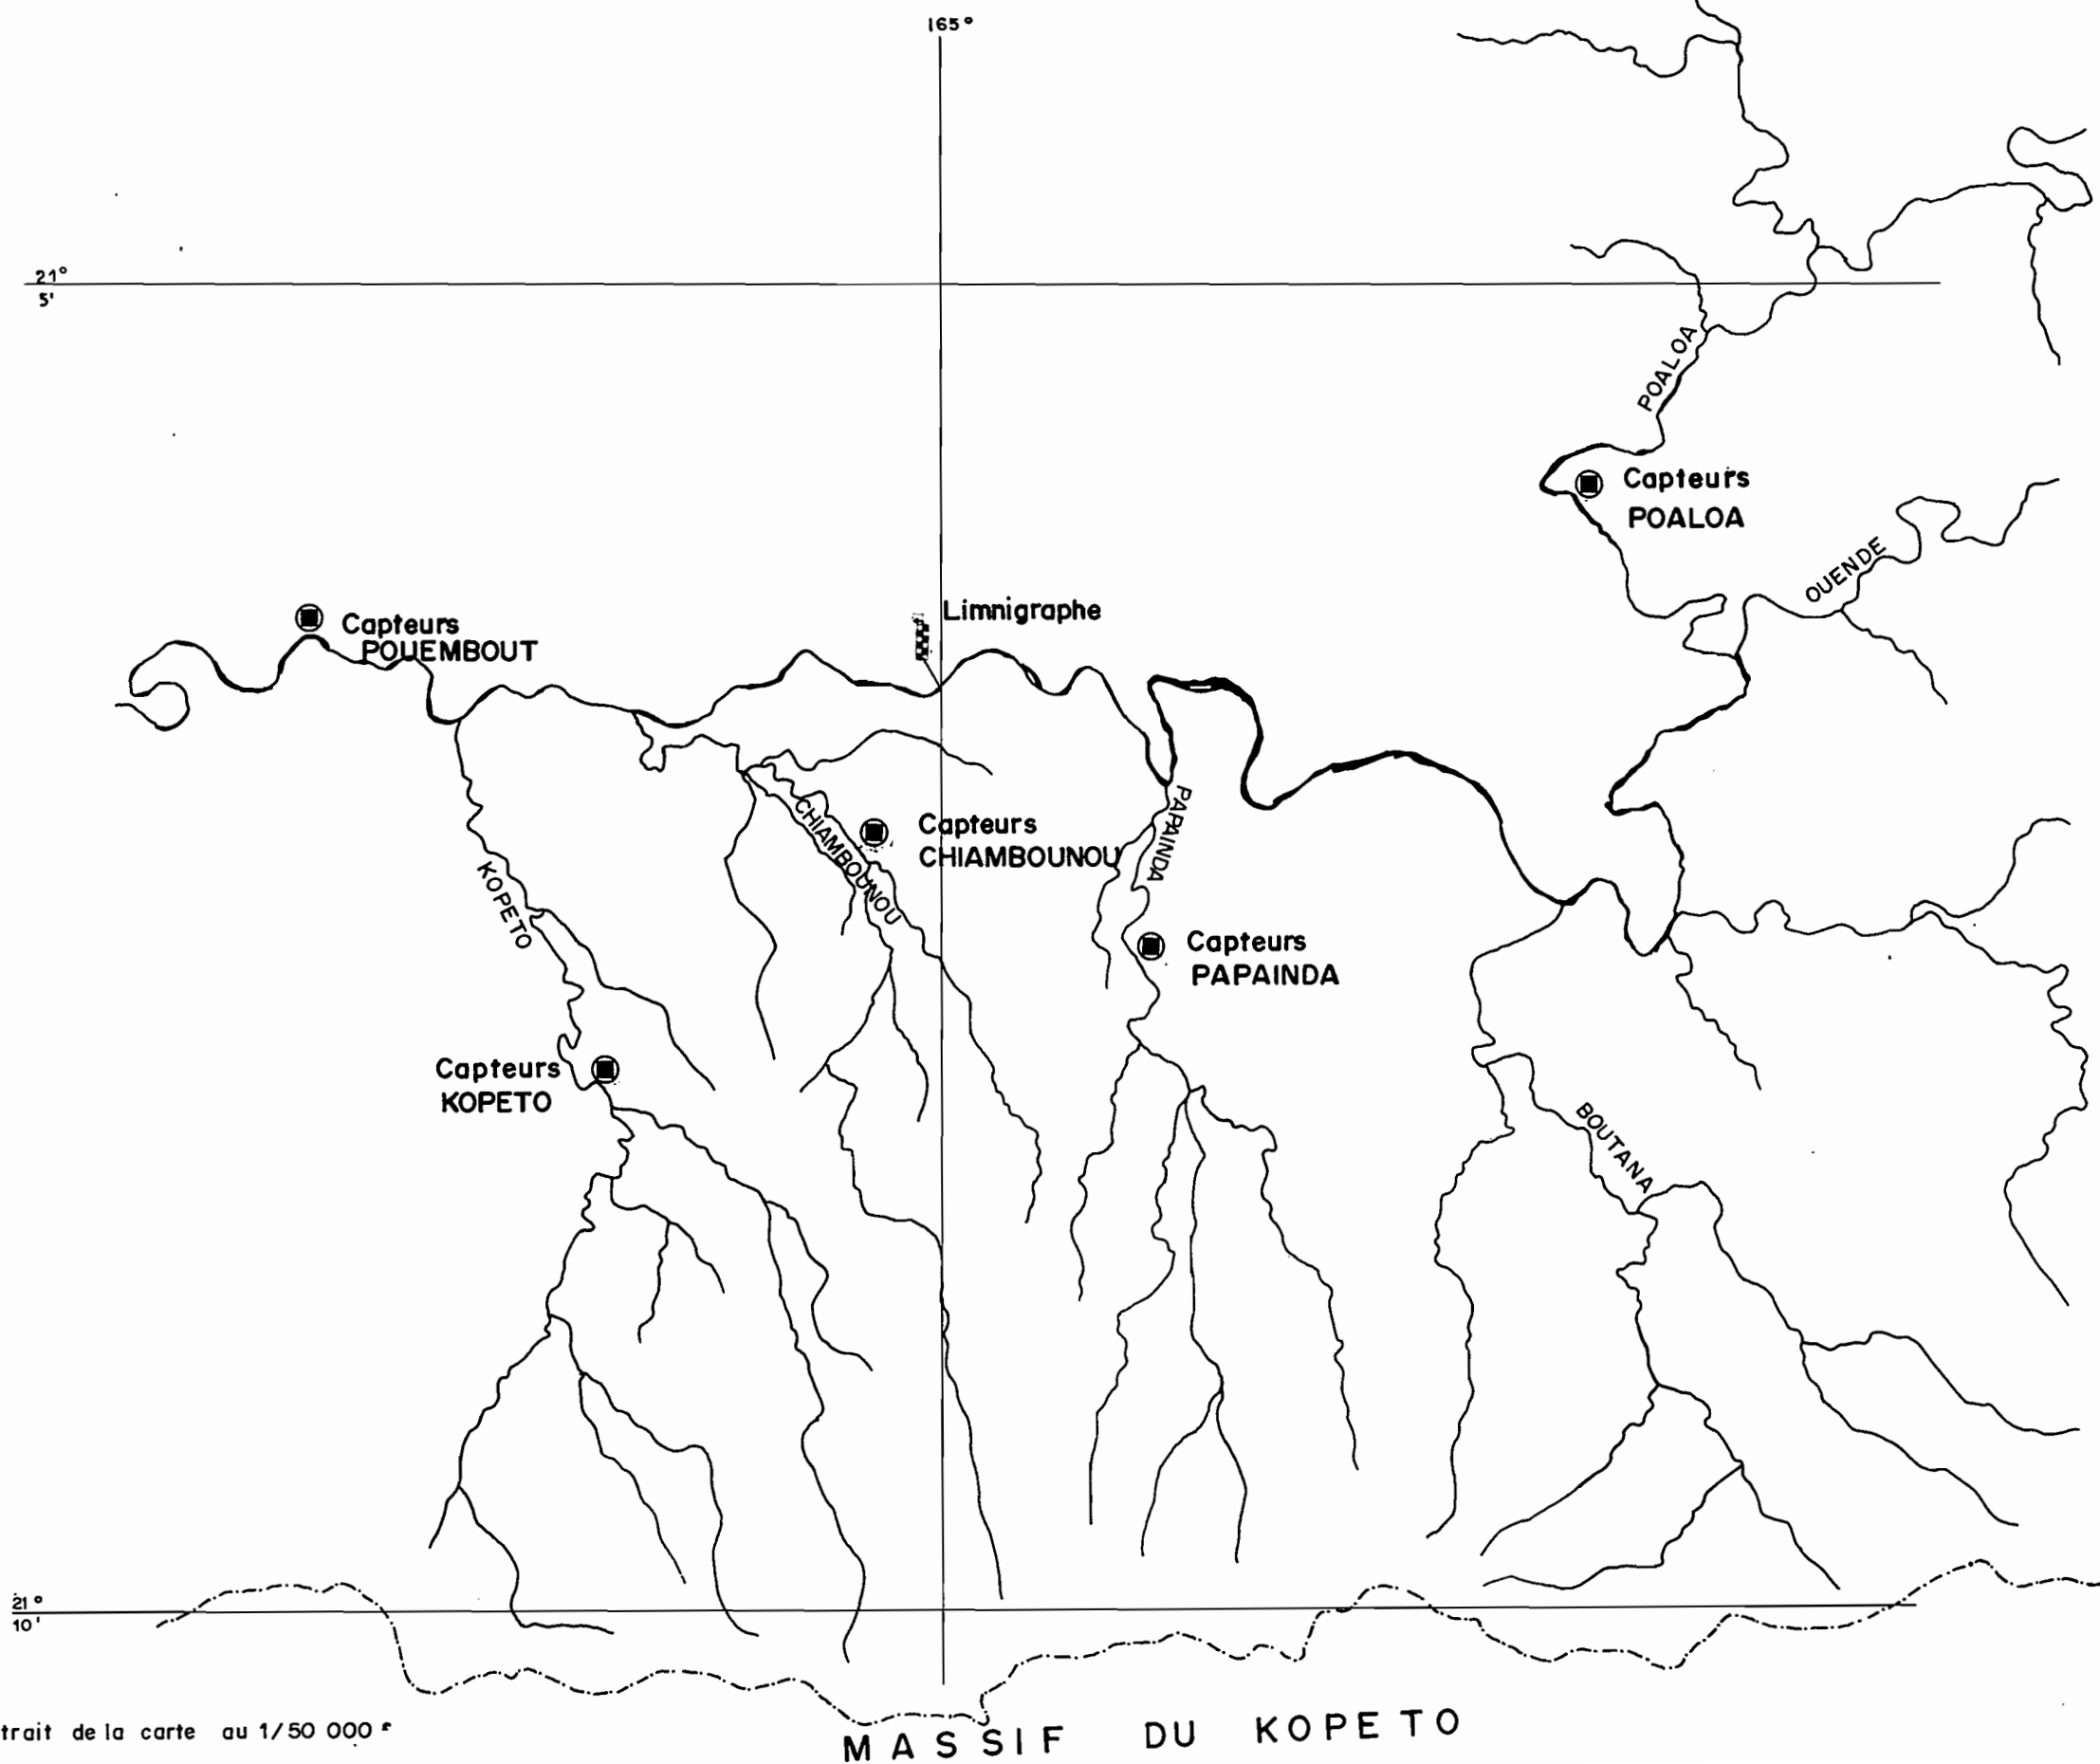 165°
21°
5'
POALOA
Capteurs
POALOA
OUENDE
Limnigraphe
Capteurs
POUEMBOUT
PAPAINDA
CHIAMBOUNOU
Capteurs
CHIAMBOUNOU
KOPETO
Capteurs
PAPAINDA
Capteurs
KOPETO
BOUTANA
21°
10'
trait de la carte au 1/50 000 e
MASSIF DU KOPETO